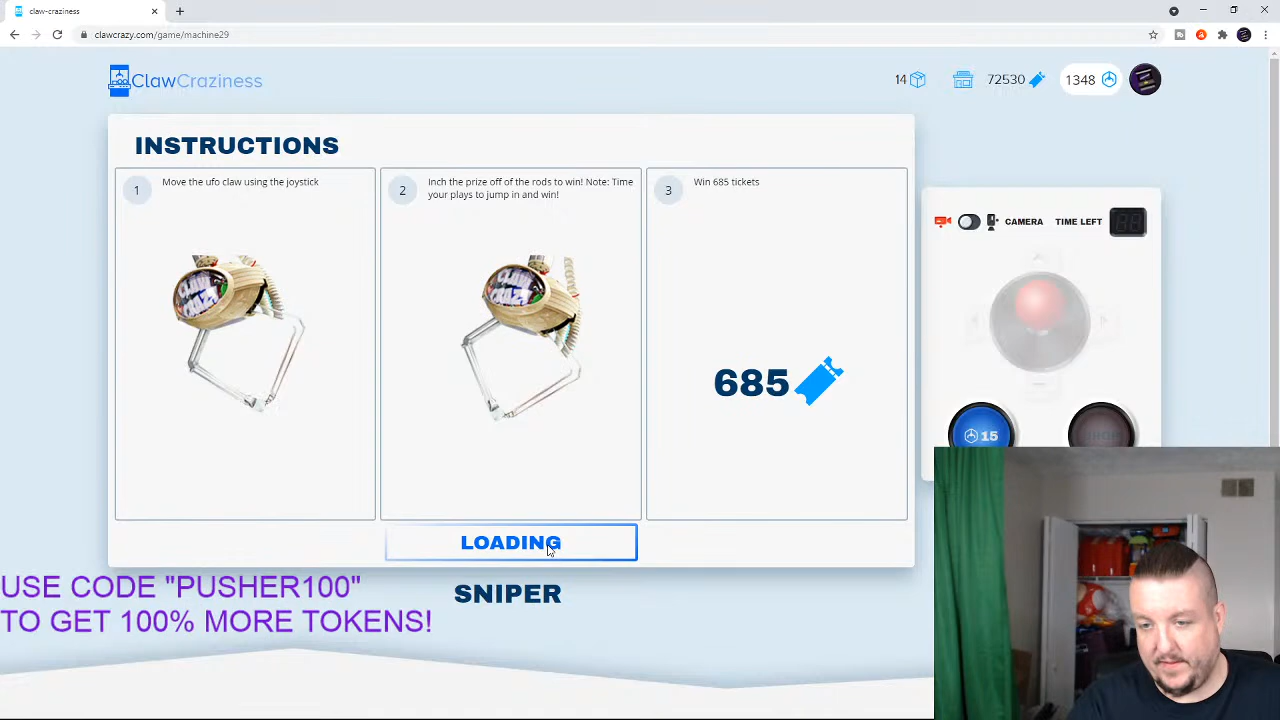 claw-craziness
clawcrazy.com/game/machine29
ClawCraziness
14
72530
1348
INSTRUCTIONS
1
Move the ufo claw using the joystick
2
Inch the prize off of the rods to win! Note: Time
your plays to jump in and win!
3
Win 685 tickets
685
CAMERA
TIME LEFT
15
DROP
LOADING
SNIPER
USE CODE "PUSHER100"
TO GET 100% MORE TOKENS!